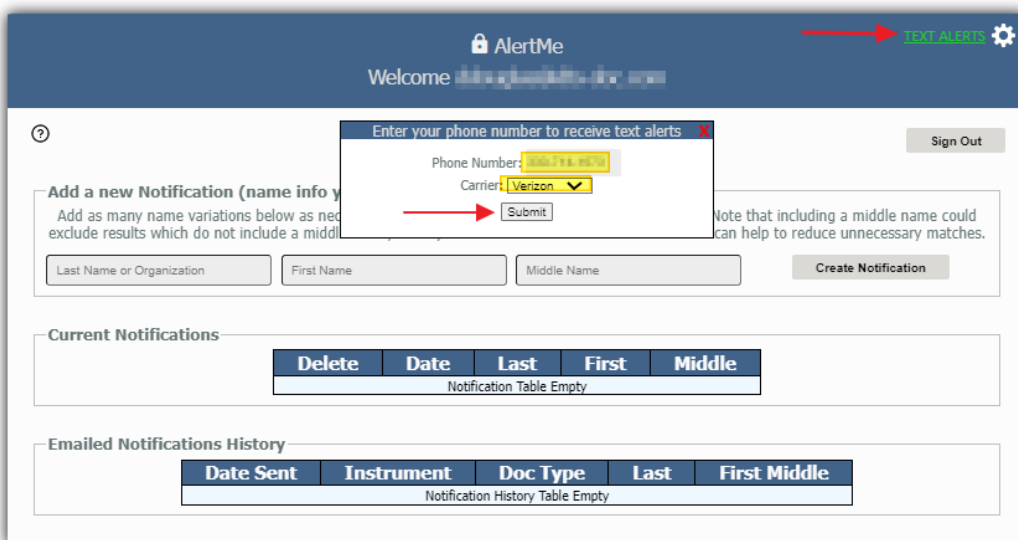 AlertMe
TEXT ALERTS
Welcome
Enter your phone number to receive text alerts X
Sign Out
Phone Number:
Carrier: Verizon
Submit
Add a new Notification (name info y
Add as many name variations below as nec Note that including a middle name could
exclude results which do not include a middl can help to reduce unnecessary matches.
Last Name or Organization First Name Middle Name Create Notification
Current Notifications
Delete Date Last First Middle
Notification Table Empty
Emailed Notifications History
Date Sent Instrument Doc Type Last First Middle
Notification History Table Empty